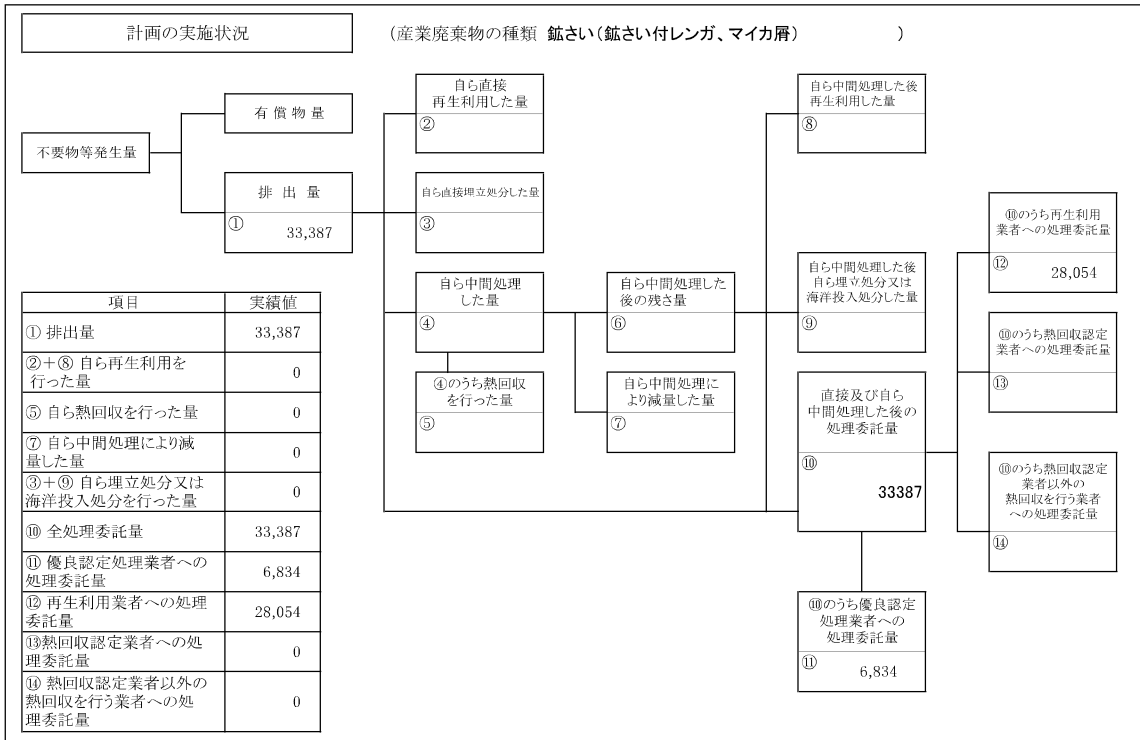 計画の実施状況
(産業廃棄物の種類 鉱さい(鉱さい付レンガ、マイカ屑) )
不要物等発生量
有償物量
排出量
①
33,387
自ら直接
再生利用した量
②
自ら直接埋立処分した量
③
自ら中間処理
した量
④
④のうち熱回収
を行った量
⑤
自ら中間処理した
後の残さ量
⑥
自ら中間処理に
より減量した量
⑦
自ら中間処理した後
再生利用した量
⑧
自ら中間処理した後
自ら埋立処分又は
海洋投入処分した量
⑨
直接及び自ら
中間処理した後の
処理委託量
⑩
33387
⑩のうち優良認定
処理業者への
処理委託量
⑪
6,834
⑩のうち再生利用
業者への処理委託量
⑫
28,054
⑩のうち熱回収認定
業者への処理委託量
⑬
⑩のうち熱回収認定
業者以外の
熱回収を行う業者
への処理委託量
⑭
項目 実績値
① 排出量 33,387
②+⑧ 自ら再生利用を
行った量 0
⑤ 自ら熱回収を行った量 0
⑦ 自ら中間処理により減
量した量 0
③+⑨ 自ら埋立処分又は
海洋投入処分を行った量 0
⑩ 全処理委託量 33,387
⑪ 優良認定処理業者への
処理委託量 6,834
⑫ 再生利用業者への処理
委託量 28,054
⑬熱回収認定業者への処
理委託量 0
⑭ 熱回収認定業者以外の
熱回収を行う業者への処
理委託量 0